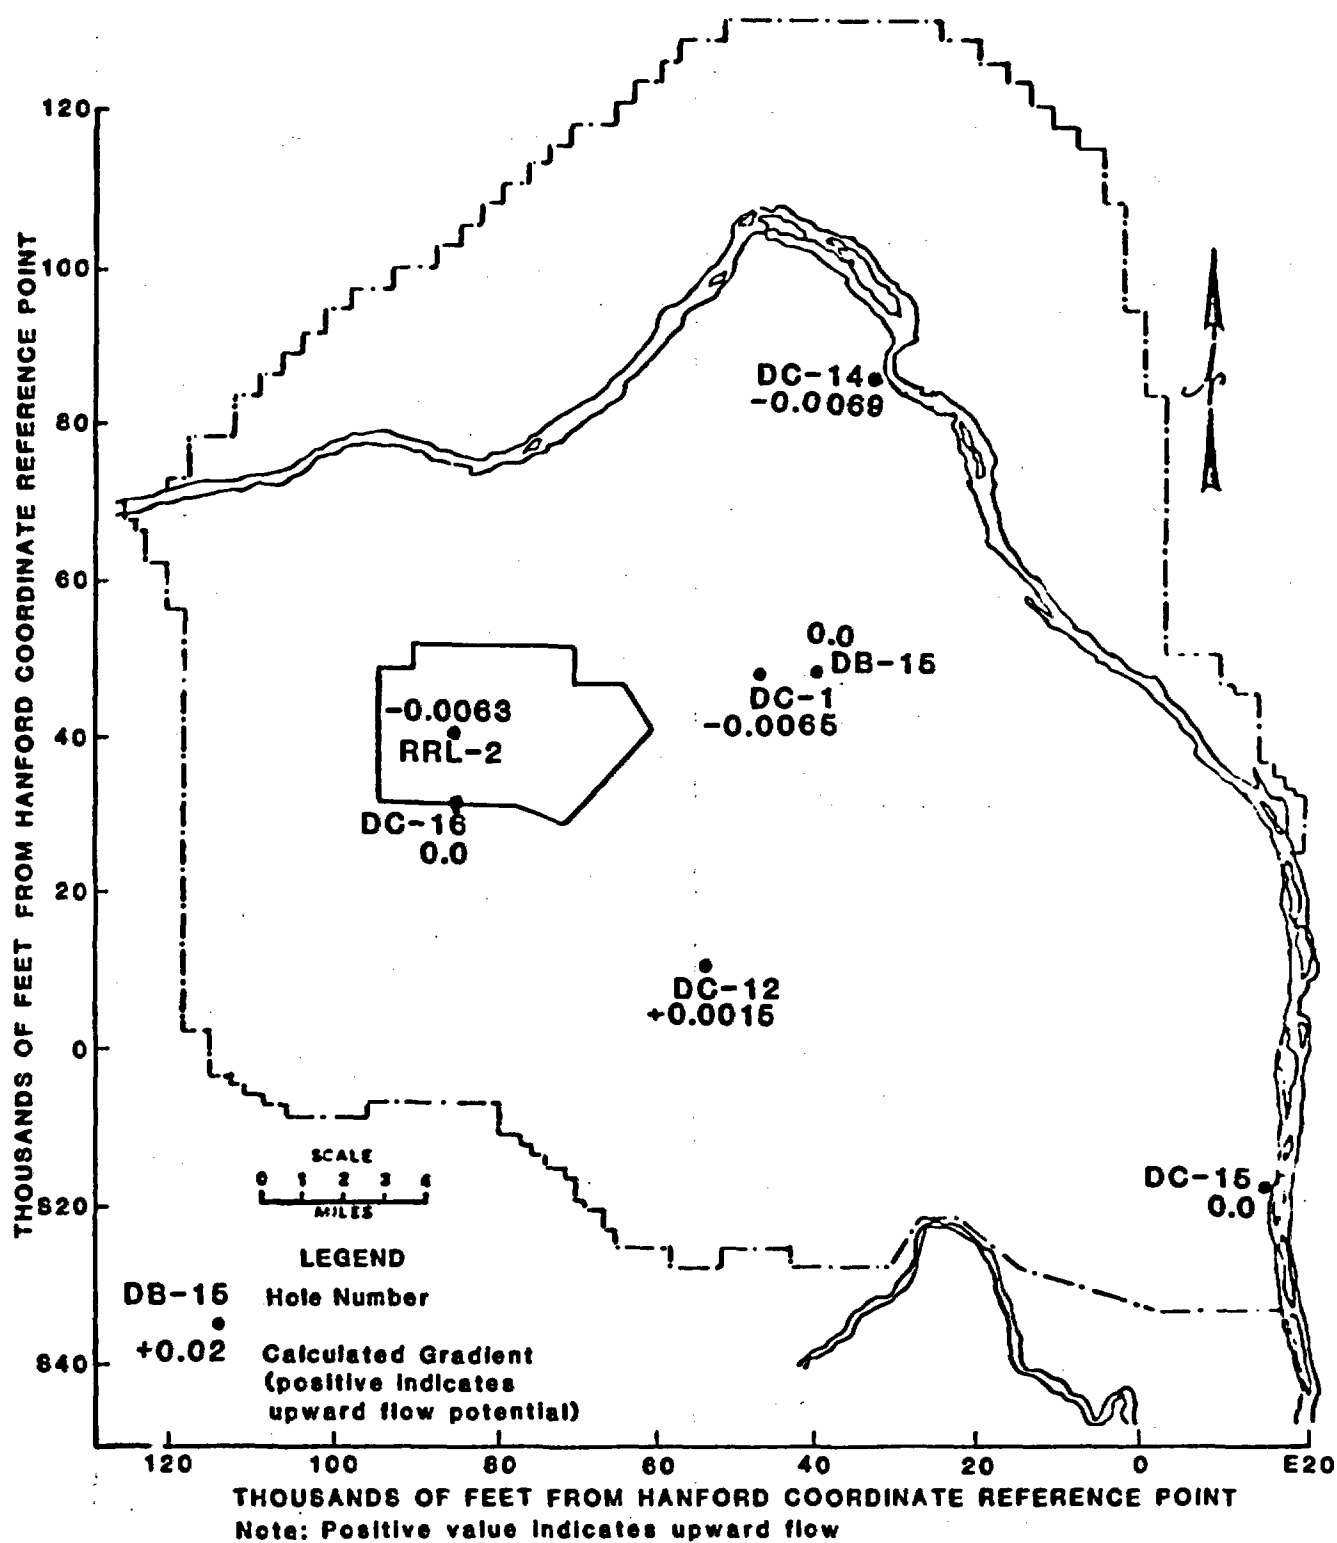 120
100
80
60
40
20
0
S20
S40
THOUSANDS OF FEET FROM HANFORD COORDINATE REFERENCE POINT
DC-14
-0.0069
0.0
DB-15
DC-1
-0.0065
-0.0063
RRL-2
DC-16
0.0
DC-12
+0.0015
DC-15
0.0
SCALE
0 1 2 3 4
MILES
LEGEND
DB-15 Hole Number
+0.02 Calculated Gradient
(positive indicates
upward flow potential)
120 100 80 60 40 20 0 E20
THOUSANDS OF FEET FROM HANFORD COORDINATE REFERENCE POINT
Note: Positive value indicates upward flow